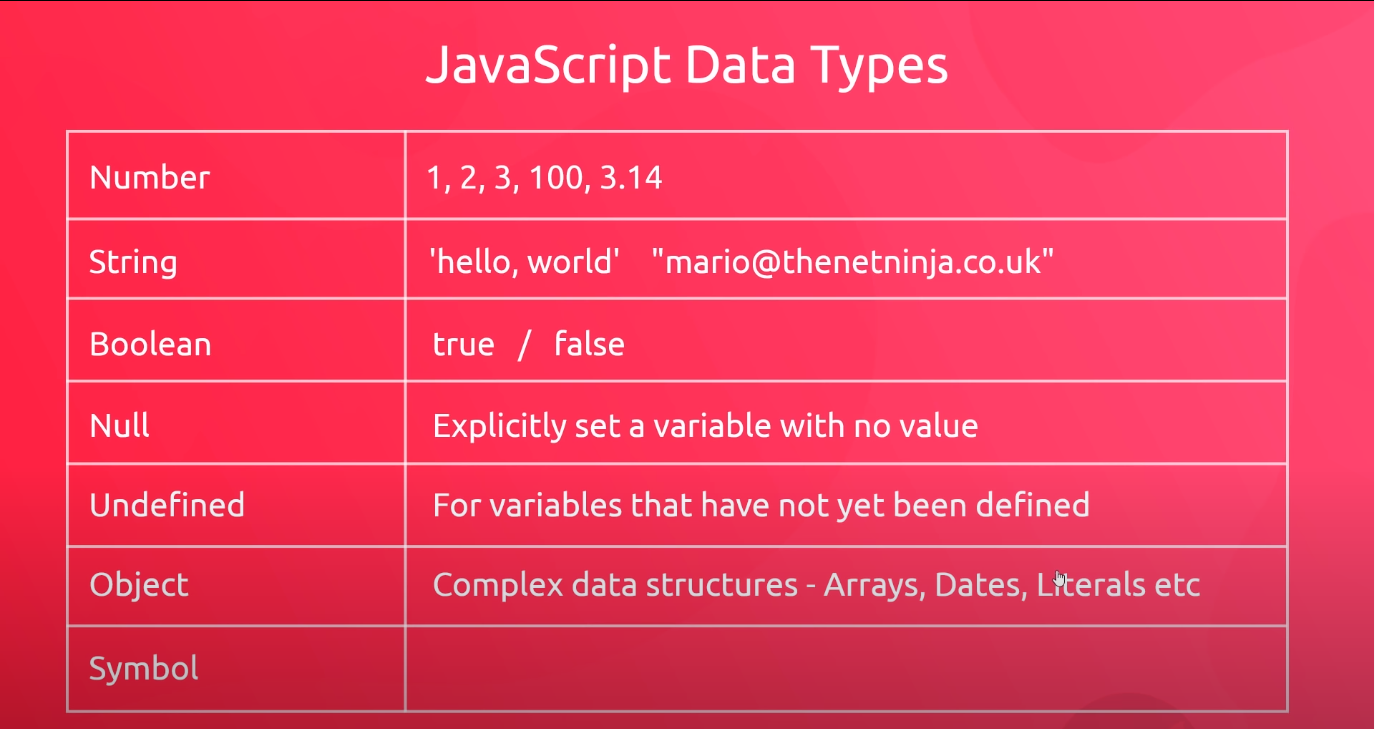 JavaScript Data Types
Number 1, 2, 3, 100, 3.14
String 'hello, world' "mario@thenetninja.co.uk"
Boolean true / false
Null Explicitly set a variable with no value
Undefined For variables that have not yet been defined
Object Complex data structures - Arrays, Dates, Literals etc
Symbol